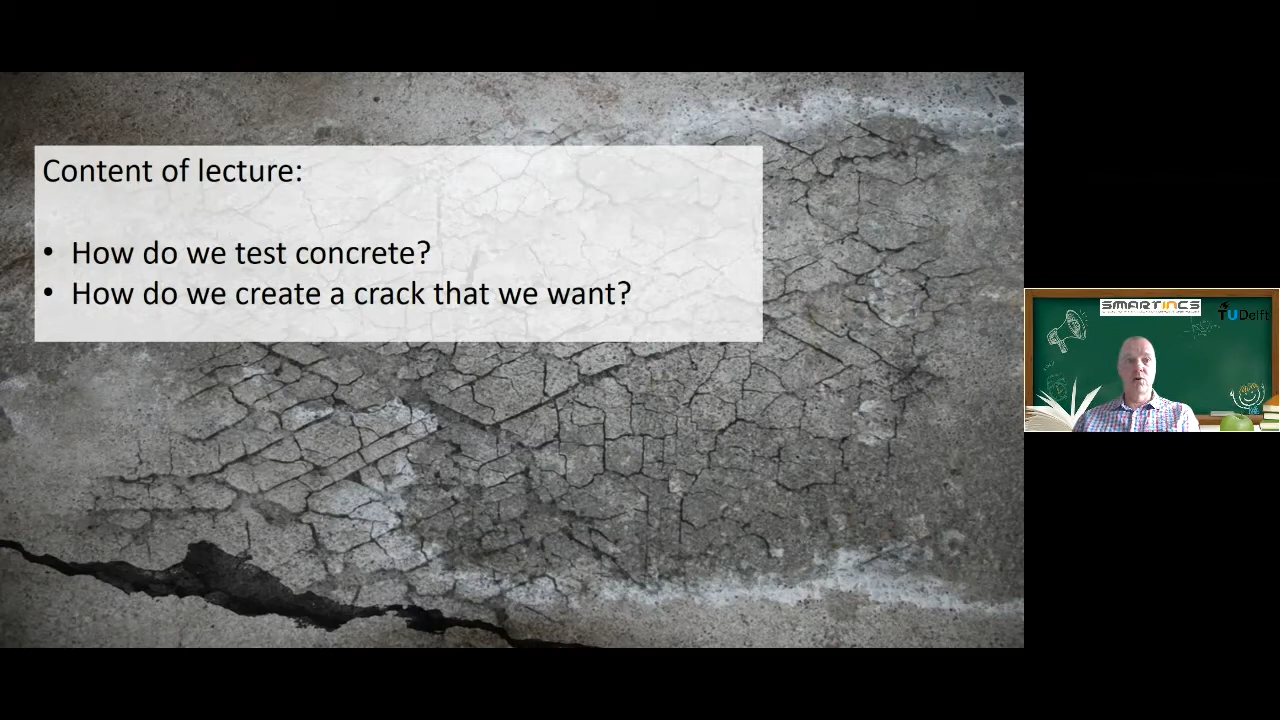 Content of lecture:
• How do we test concrete?
• How do we create a crack that we want?
SMARTINCS
TU Delft